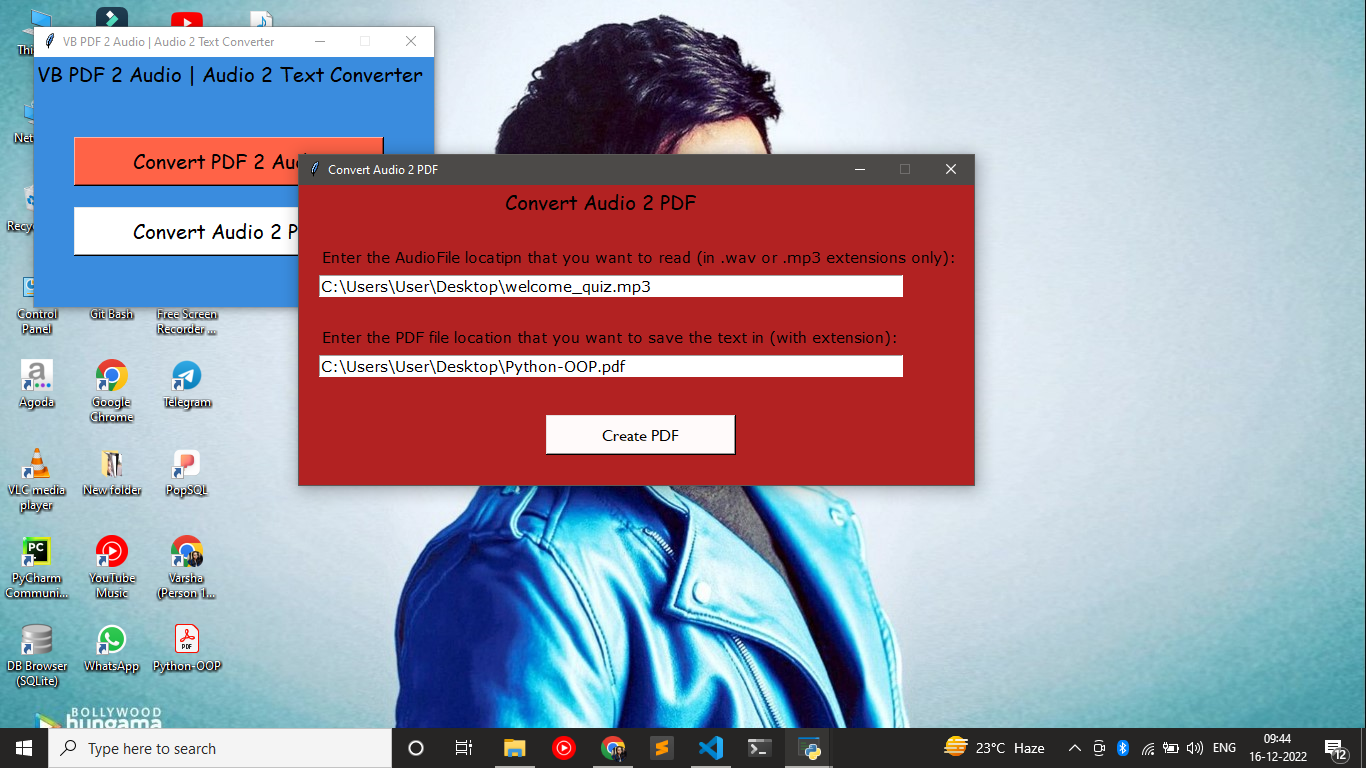 VB PDF 2 Audio | Audio 2 Text Converter
VB PDF 2 Audio | Audio 2 Text Converter
Convert PDF 2
Convert Audio 2
Convert Audio 2 PDF
Convert Audio 2 PDF
Enter the AudioFile locatipn that you want to read (in .wav or .mp3 extensions only):
C:\Users\User\Desktop\welcome_quiz.mp3
Enter the PDF file location that you want to save the text in (with extension):
C:\Users\User\Desktop\Python-OOP.pdf
Create PDF
Control
Panel
Git Bash
Free Screen
Recorder ...
Agoda
Google
Chrome
Telegram
VLC media
player
New folder
PopSQL
PyCharm
Communi...
YouTube
Music
Varsha
(Person 1...
DB Browser
(SQLite)
WhatsApp
PDF
Python-OOP
BOLLYWOOD
hungama
Type here to search
23°C Haze
ENG
09:44
16-12-2022
12